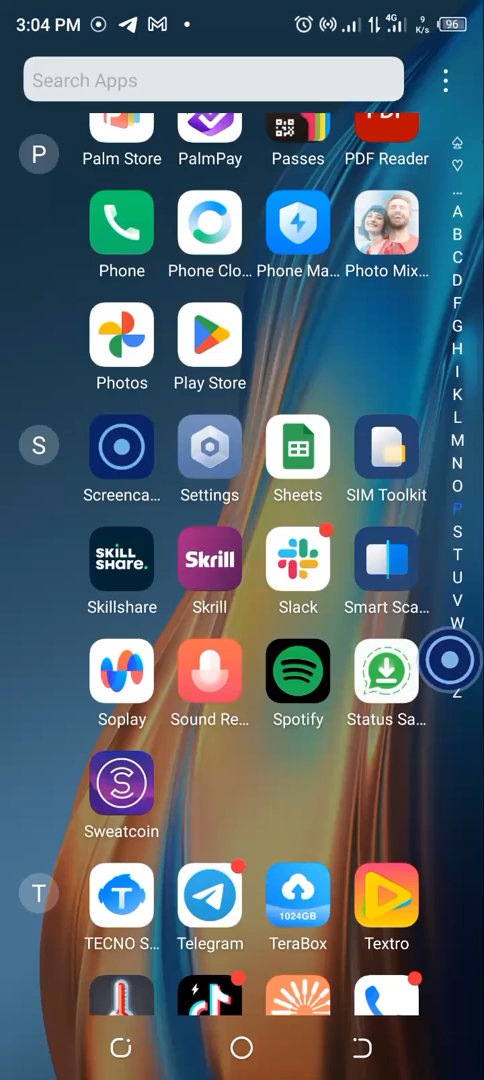 3:04 PM
4G
9
K/s
96
Search Apps
P
PDF
Palm Store
PalmPay
Passes
PDF Reader
Phone
Phone Clo...
Phone Ma...
Photo Mix...
Photos
Play Store
S
Screenca...
Settings
Sheets
SIM Toolkit
SKILL
SHARE.
Skrill
Skillshare
Skrill
Slack
Smart Sca...
Soplay
Sound Re...
Spotify
Status Sa...
Sweatcoin
T
1024GB
TECNO S...
Telegram
TeraBox
Textro
...
A
B
C
D
F
G
H
I
K
L
M
N
O
P
S
T
U
V
W
Z